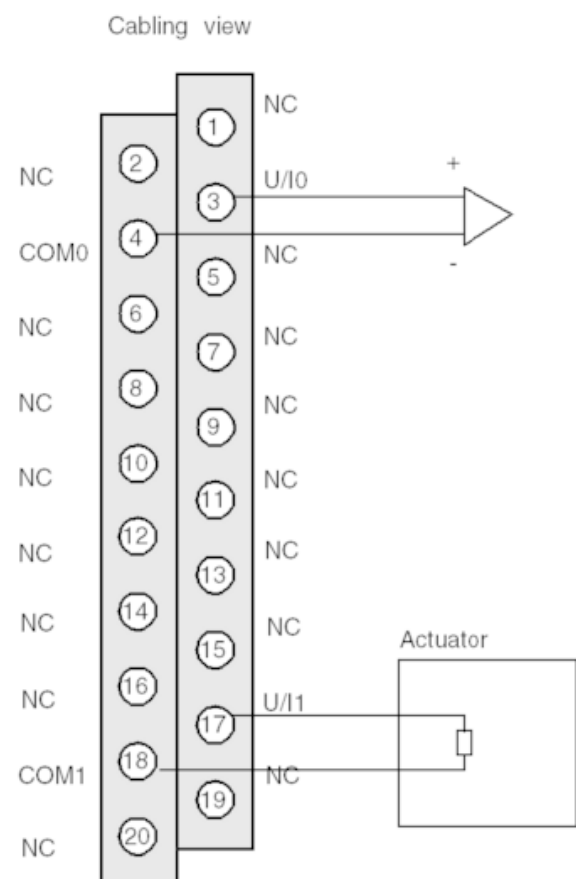 Cabling view
NC
1
2
NC
U/I0
+
3
4
COM0
NC
-
5
6
NC
NC
7
8
NC
NC
9
10
NC
NC
11
12
NC
NC
13
14
NC
NC
15
Actuator
16
NC
U/I1
17
18
COM1
NC
19
20
NC